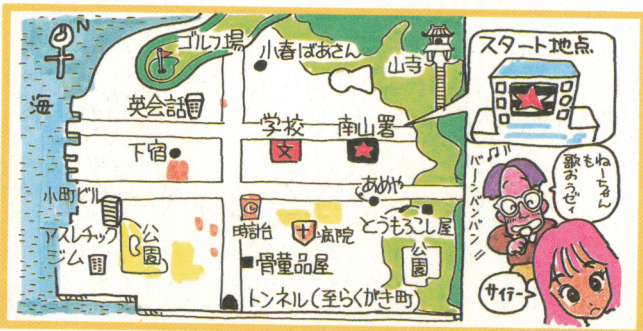 N
海
ゴルフ場
小春ばあさん
山寺
英会話
学校
南山署
下宿
小町ビル
あめや
アスレチック
ジム
公園
時計台
病院
とうもろこし屋
公園
骨董品屋
トンネル(至らくがき町)
スタート地点
ねーちゃん
も
歌おうゼィ
バーンバンバン
サイテー
文